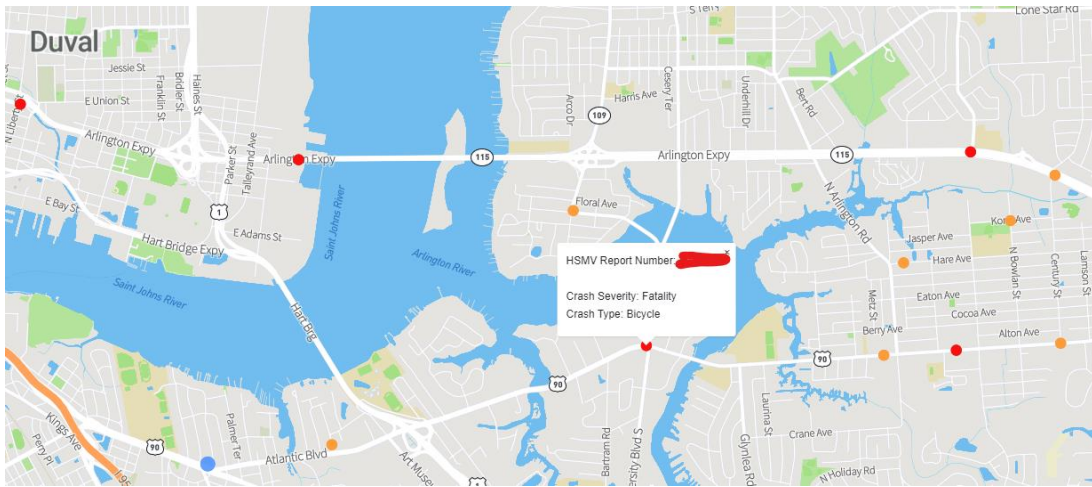 Duval
Jessie St
E Union St
N Liberty St
Franklin St
Bridier St
Haines St
Arlington Expy
Parker St
Talleyrand Ave
1
E Bay St
Hart Bridge Expy
E Adams St
Saint Johns River
Saint Johns River
Arlington Expy
Arlington River
Hart Brg
115
109
Arco Dr
Harris Ave
Cesery Ter
Underhill Dr
Bert Rd
Lone Star Rd
S Terry
Arlington Expy
115
Floral Ave
N Arlington Rd
Jasper Ave
Hare Ave
N Bowlan St
Century St
Lamson St
Metz St
Eaton Ave
Cocoa Ave
Berry Ave
Alton Ave
HSMV Report Number:
x
Crash Severity: Fatality
Crash Type: Bicycle
90
90
90
Kings Ave
Perry Pl
I-95
Palmer Ter
Atlantic Blvd
Art Museum
Bartram Rd
ersity Blvd S
Glynlea Rd
Laurina St
Crane Ave
N Holiday Rd